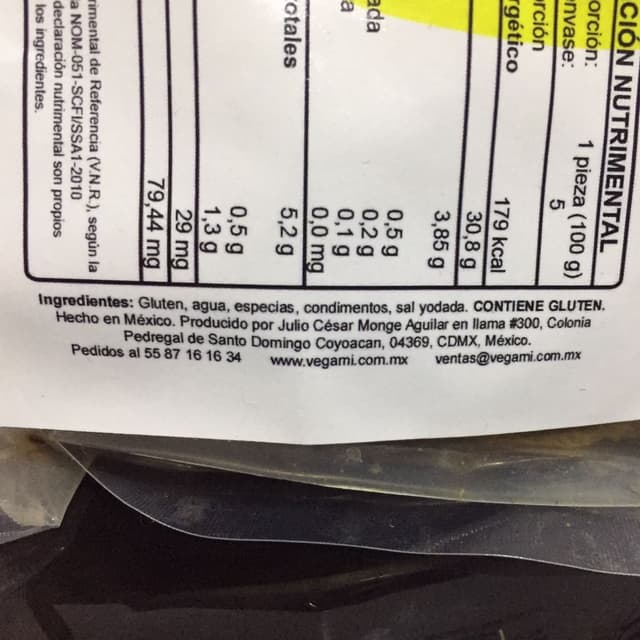 CIÓN NUTRIMENTAL
orción: 1 pieza (100 g)
nvase: 5
orción
rgético 179 kcal
30,8 g
3,85 g
0,5 g
ada 0,2 g
a 0,1 g
0,0 mg
otales 5,2 g
0,5 g
1,3 g
29 mg
79,44 mg
rimental de Referencia (V.N.R.), según la
a NOM-051-SCFI/SSA1-2010
declaración nutrimental son propios
los ingredientes.
Ingredientes: Gluten, agua, especias, condimentos, sal yodada. CONTIENE GLUTEN.
Hecho en México. Producido por Julio César Monge Aguilar en llama #300, Colonia
Pedregal de Santo Domingo Coyoacan, 04369, CDMX, México.
Pedidos al 55 87 16 16 34 www.vegami.com.mx ventas@vegami.com.mx